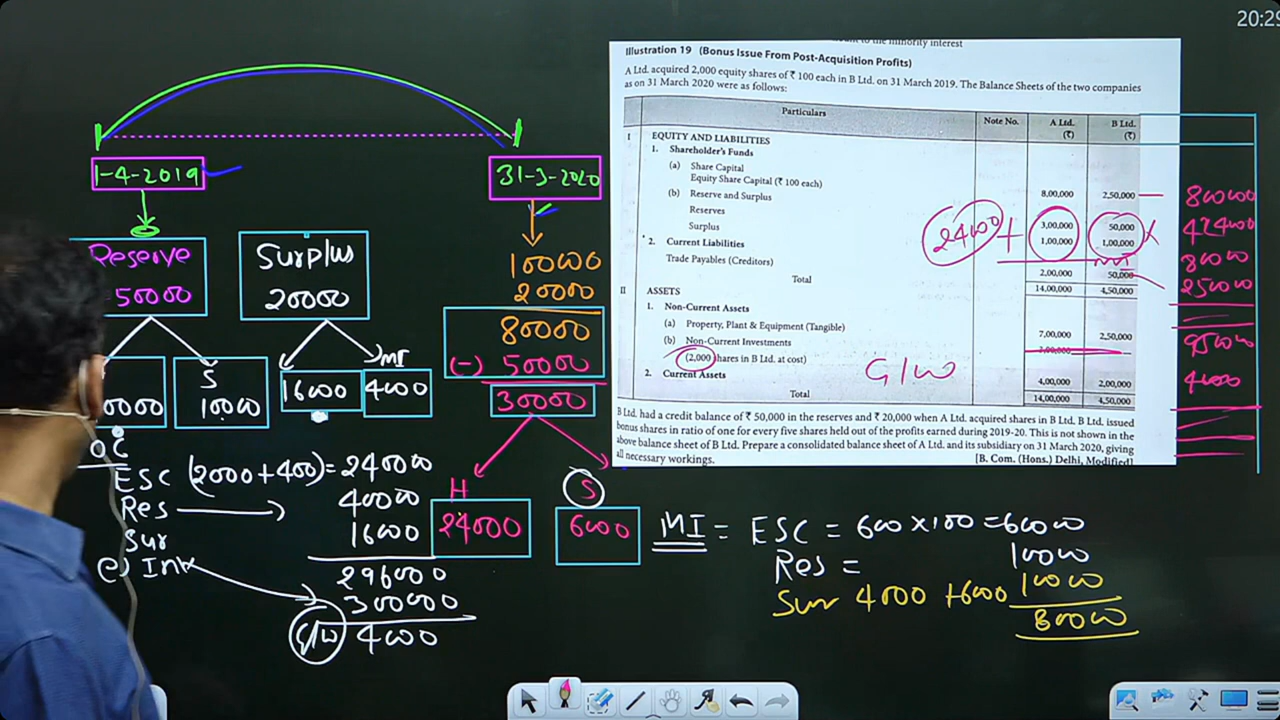 20:29
minority interest
Illustration 19 (Bonus Issue From Post-Acquisition Profits)
A Ltd. acquired 2,000 equity shares of ₹ 100 each in B Ltd. on 31 March 2019. The Balance Sheets of the two companies
as on 31 March 2020 were as follows:
Particulars Note No. A Ltd. (₹) B Ltd. (₹)
I EQUITY AND LIABILITIES
1. Shareholder's Funds
(a) Share Capital
Equity Share Capital (₹ 100 each) 8,00,000 2,50,000
(b) Reserve and Surplus
Reserves 3,00,000 50,000
Surplus 1,00,000 1,00,000
2. Current Liabilities
Trade Payables (Creditors) 2,00,000 50,000
Total 14,00,000 4,50,000
II ASSETS
1. Non-Current Assets
(a) Property, Plant & Equipment (Tangible) 7,00,000 2,50,000
(b) Non-Current Investments
(2,000 shares in B Ltd. at cost)
2. Current Assets 4,00,000 2,00,000
Total 14,00,000 4,50,000
B Ltd. had a credit balance of ₹ 50,000 in the reserves and ₹ 20,000 when A Ltd. acquired shares in B Ltd. B Ltd. issued
bonus shares in ratio of one for every five shares held out of the profits earned during 2019-20. This is not shown in the
above balance sheet of B Ltd. Prepare a consolidated balance sheet of A Ltd. and its subsidiary on 31 March 2020, giving
all necessary workings. [B. Com. (Hons.) Delhi, Modified]
24000 +
G/W
800000
424000
80000
250000
950000
4000
1-4-2019
31-3-2020
Reserve
50000
Surplus
20000
0000
S
10000
16000
MI
4000
100000
20000
80000
(-) 50000
30000
H
24000
S
6000
OC
ESC (2000+400)=240000
Res 40000
Sur 16000
296000
(-) Inv 300000
G/W 4000
MI = ESC = 600 × 100 = 60000
Res = 10000
Sur 4000 + 6000 10000
80000